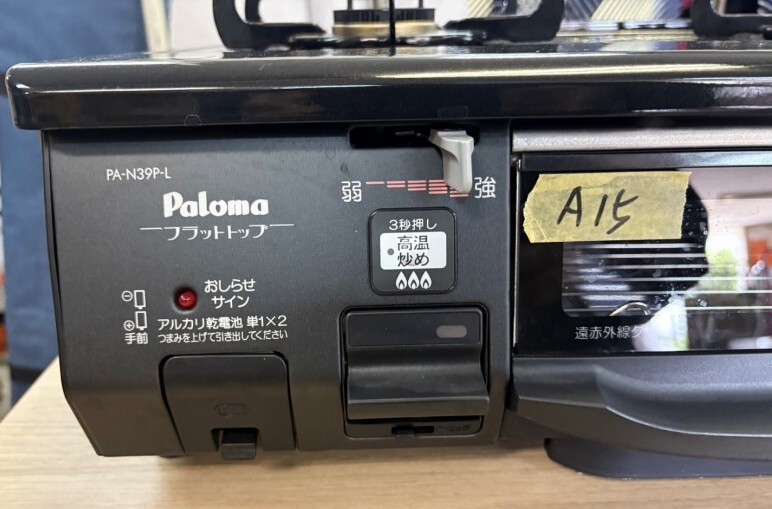 PA-N39P-L
Paloma
フラットトップ
弱 強
3秒押し
高温
炒め
おしらせ
サイン
アルカリ乾電池 単1×2
つまみを上げて引き出してください
⊖
⊕
手前
A15
遠赤外線グ